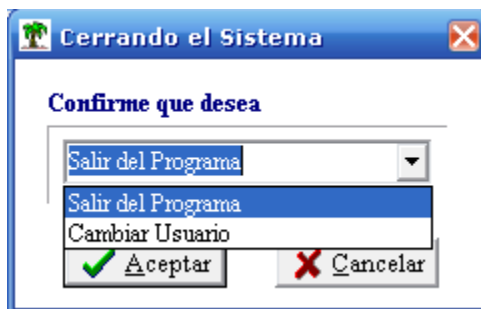 Cerrando el Sistema
Confirme que desea
Salir del Programa
Salir del Programa
Cambiar Usuario
Aceptar
Cancelar